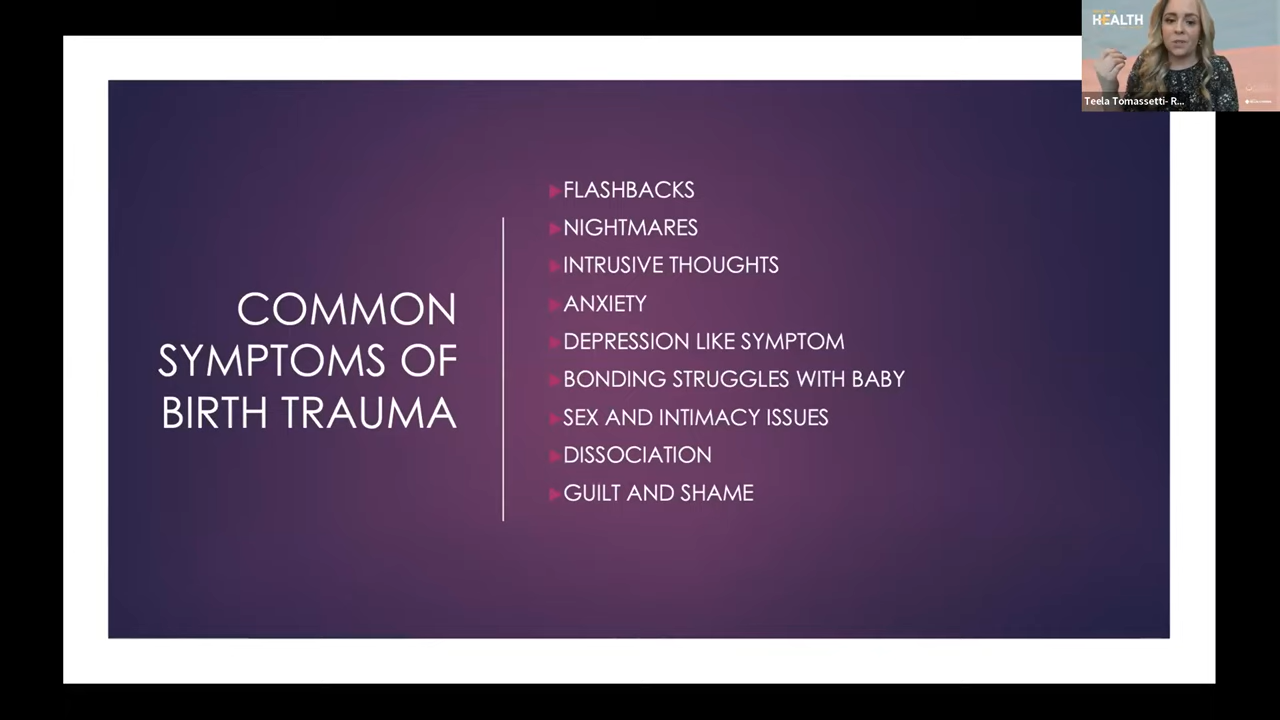 HEALTH
Teela Tomassetti- R...
COMMON
SYMPTOMS OF
BIRTH TRAUMA
FLASHBACKS
NIGHTMARES
INTRUSIVE THOUGHTS
ANXIETY
DEPRESSION LIKE SYMPTOM
BONDING STRUGGLES WITH BABY
SEX AND INTIMACY ISSUES
DISSOCIATION
GUILT AND SHAME